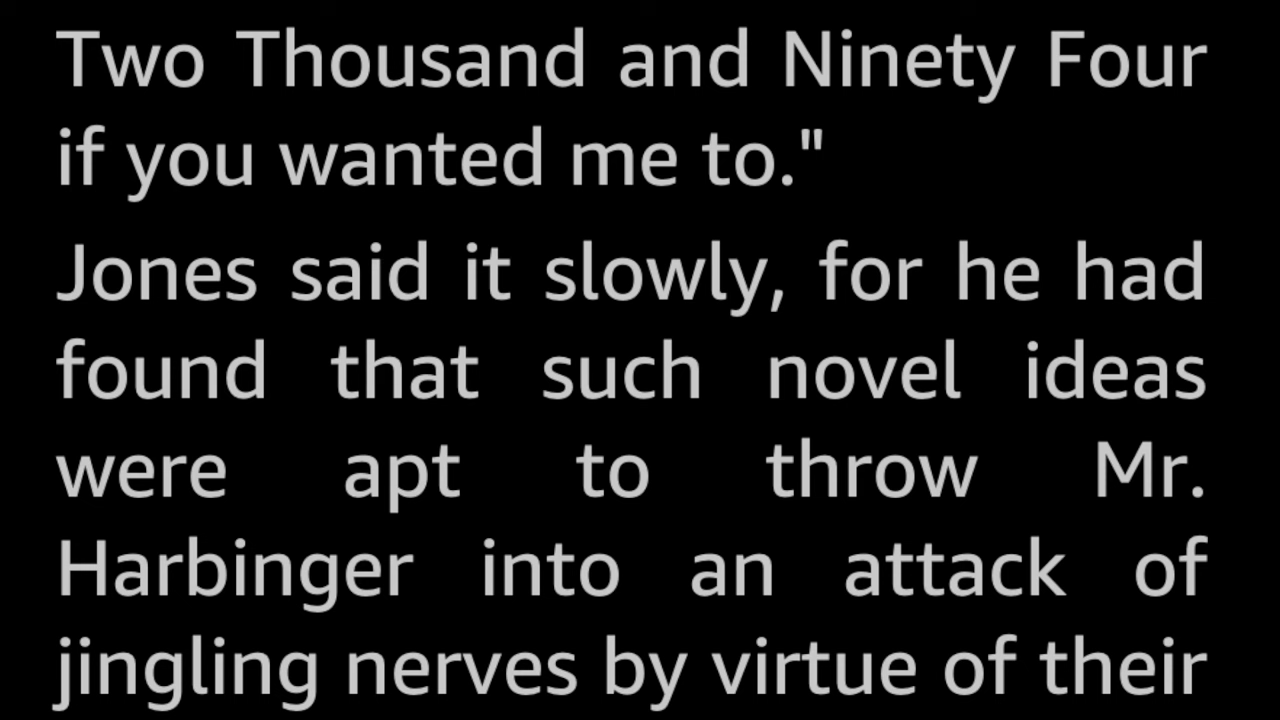 Two Thousand and Ninety Four
if you wanted me to."
Jones said it slowly, for he had
found that such novel ideas
were apt to throw Mr.
Harbinger into an attack of
jingling nerves by virtue of their